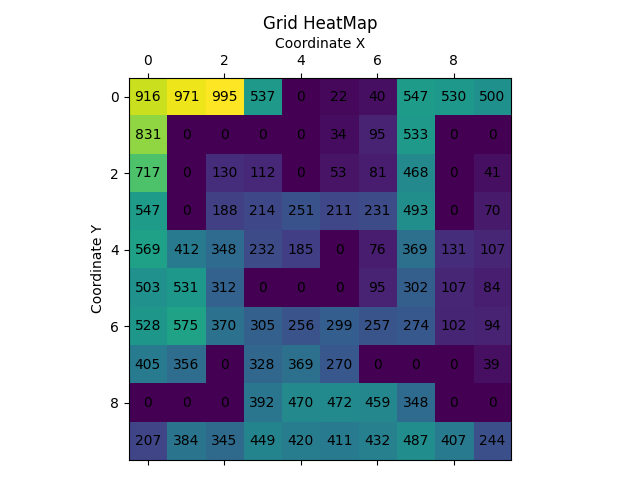 Grid HeatMap
Coordinate X
0 2 4 6 8
0 916 971 995 537 0 22 40 547 530 500
831 0 0 0 0 34 95 533 0 0
2 717 0 130 112 0 53 81 468 0 41
547 0 188 214 251 211 231 493 0 70
4 569 412 348 232 185 0 76 369 131 107
503 531 312 0 0 0 95 302 107 84
6 528 575 370 305 256 299 257 274 102 94
405 356 0 328 369 270 0 0 0 39
8 0 0 0 392 470 472 459 348 0 0
207 384 345 449 420 411 432 487 407 244
Coordinate Y